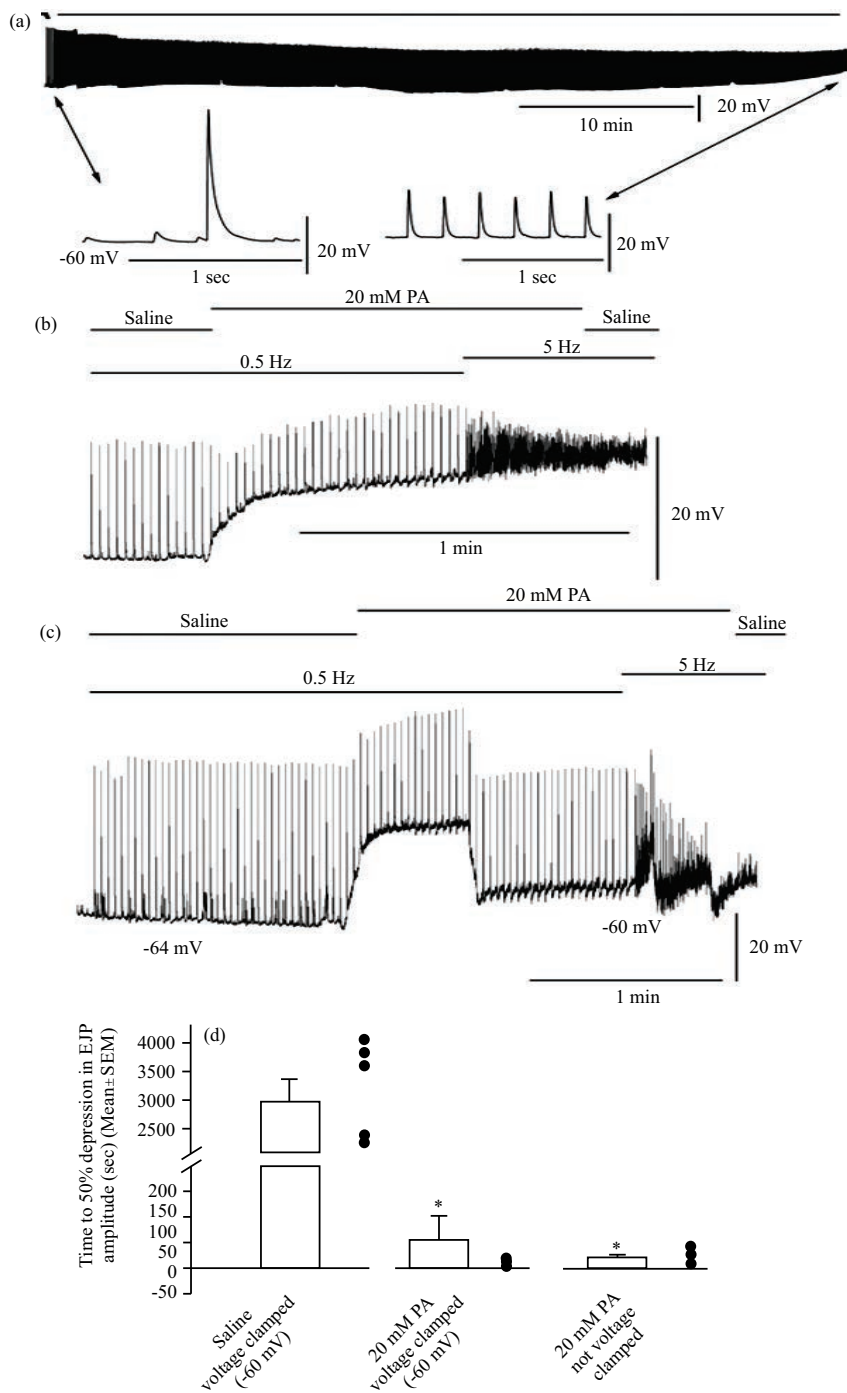 (a)
20 mV
10 min
-60 mV
20 mV
1 sec
20 mV
1 sec
20 mM PA
Saline
Saline
(b)
0.5 Hz
5 Hz
20 mV
1 min
20 mM PA
(c)
Saline
Saline
0.5 Hz
5 Hz
-64 mV
-60 mV
20 mV
1 min
(d)
Time to 50% depression in EJP
amplitude (sec) (Mean± SEM)
4000
3500
3000
2500
200
150
100
50
0
-50
*
*
Saline
voltage clamped
(-60 mV)
20 mM PA
voltage clamped
(-60 mV)
20 mM PA
not voltage
clamped